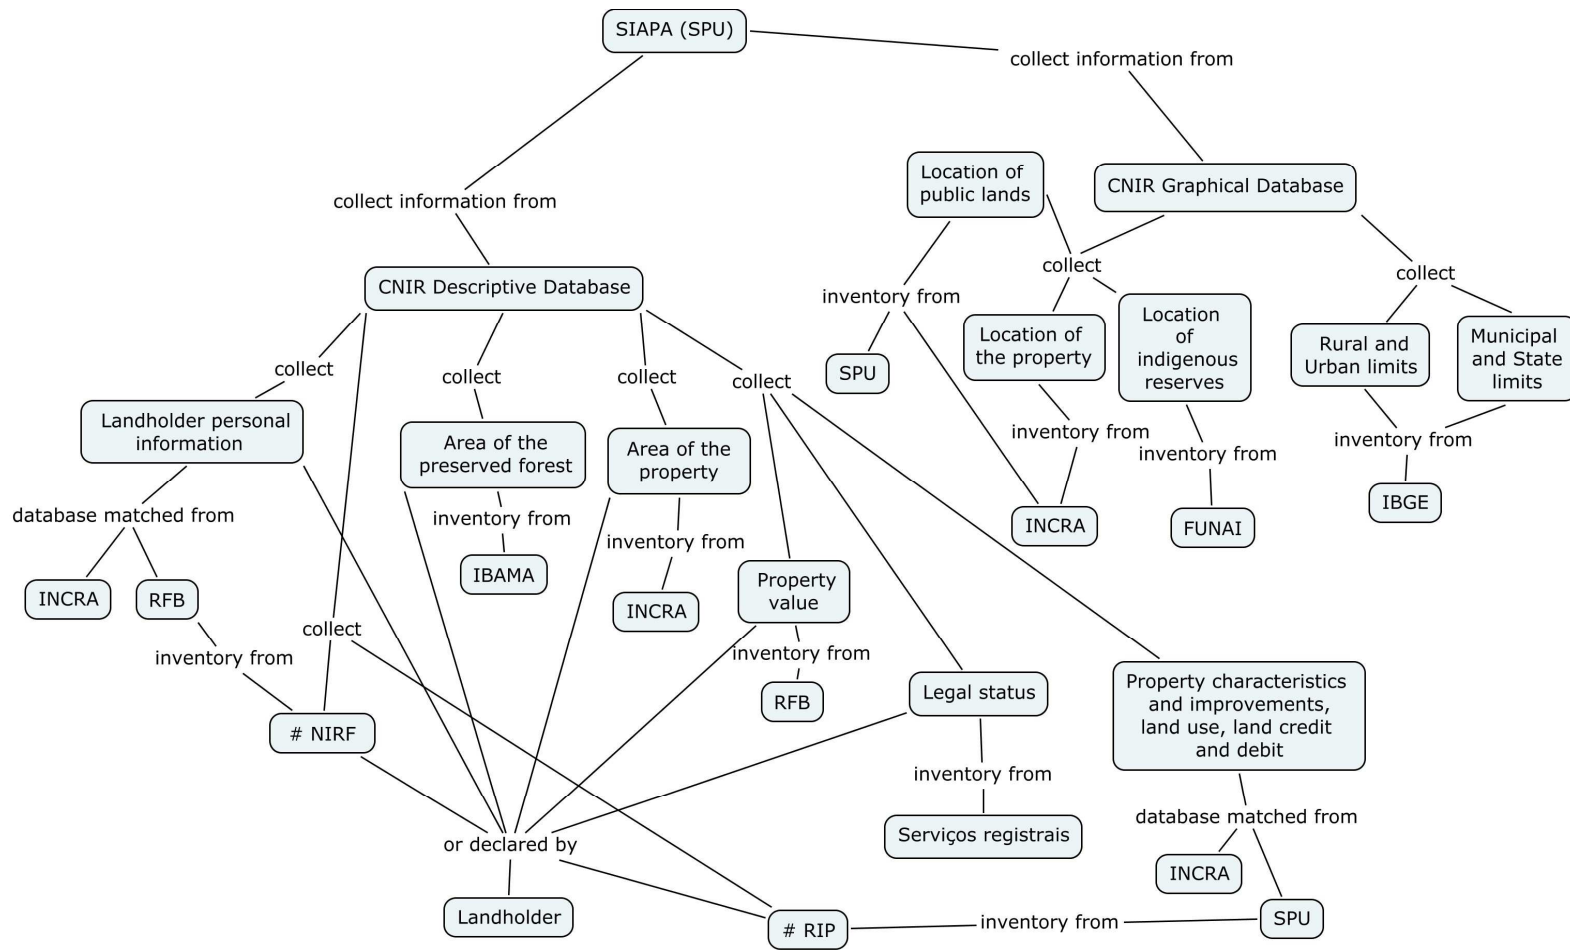 SIAPA (SPU)
collect information from
Location of
public lands
CNIR Graphical Database
collect information from
collect
collect
CNIR Descriptive Database
inventory from
Location of
the property
Location
of
indigenous
reserves
Rural and
Urban limits
Municipal
and State
limits
SPU
collect
collect
collect
collect
Landholder personal
information
Area of the
preserved forest
Area of the
property
inventory from
inventory from
inventory from
database matched from
inventory from
inventory from
INCRA
FUNAI
IBGE
INCRA
RFB
IBAMA
INCRA
Property
value
collect
inventory from
inventory from
RFB
Legal status
Property characteristics
and improvements,
land use, land credit
and debit
# NIRF
inventory from
Serviços registrais
database matched from
or declared by
INCRA
Landholder
# RIP
inventory from
SPU